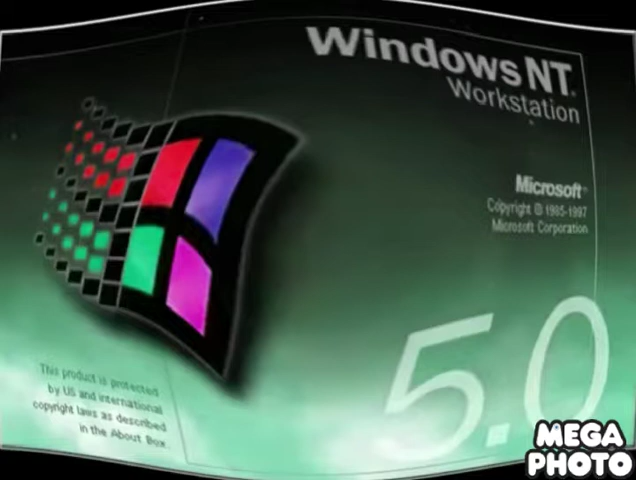 Windows NT®
Workstation
Microsoft®
Copyright © 1985-1997
Microsoft Corporation
5.0
This product is protected
by US and international
copyright laws as described
in the About Box.
MEGA
PHOTO